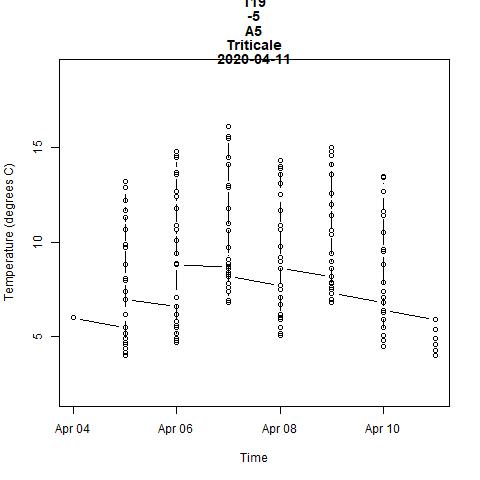 T19
-5
A5
Triticale
2020-04-11
15
10
5
Temperature (degrees C)
Apr 04
Apr 06
Apr 08
Apr 10
Time